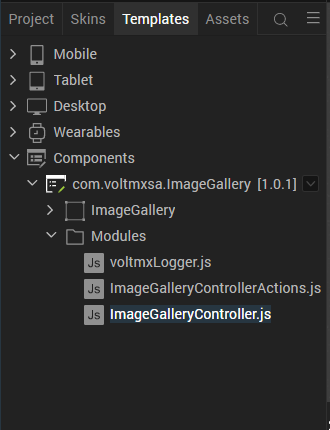 Project Skins Templates Assets
Mobile
Tablet
Desktop
Wearables
Components
com.voltmxsa.ImageGallery [1.0.1]
ImageGallery
Modules
Js voltmxLogger.js
Js ImageGalleryControllerActions.js
Js ImageGalleryController.js